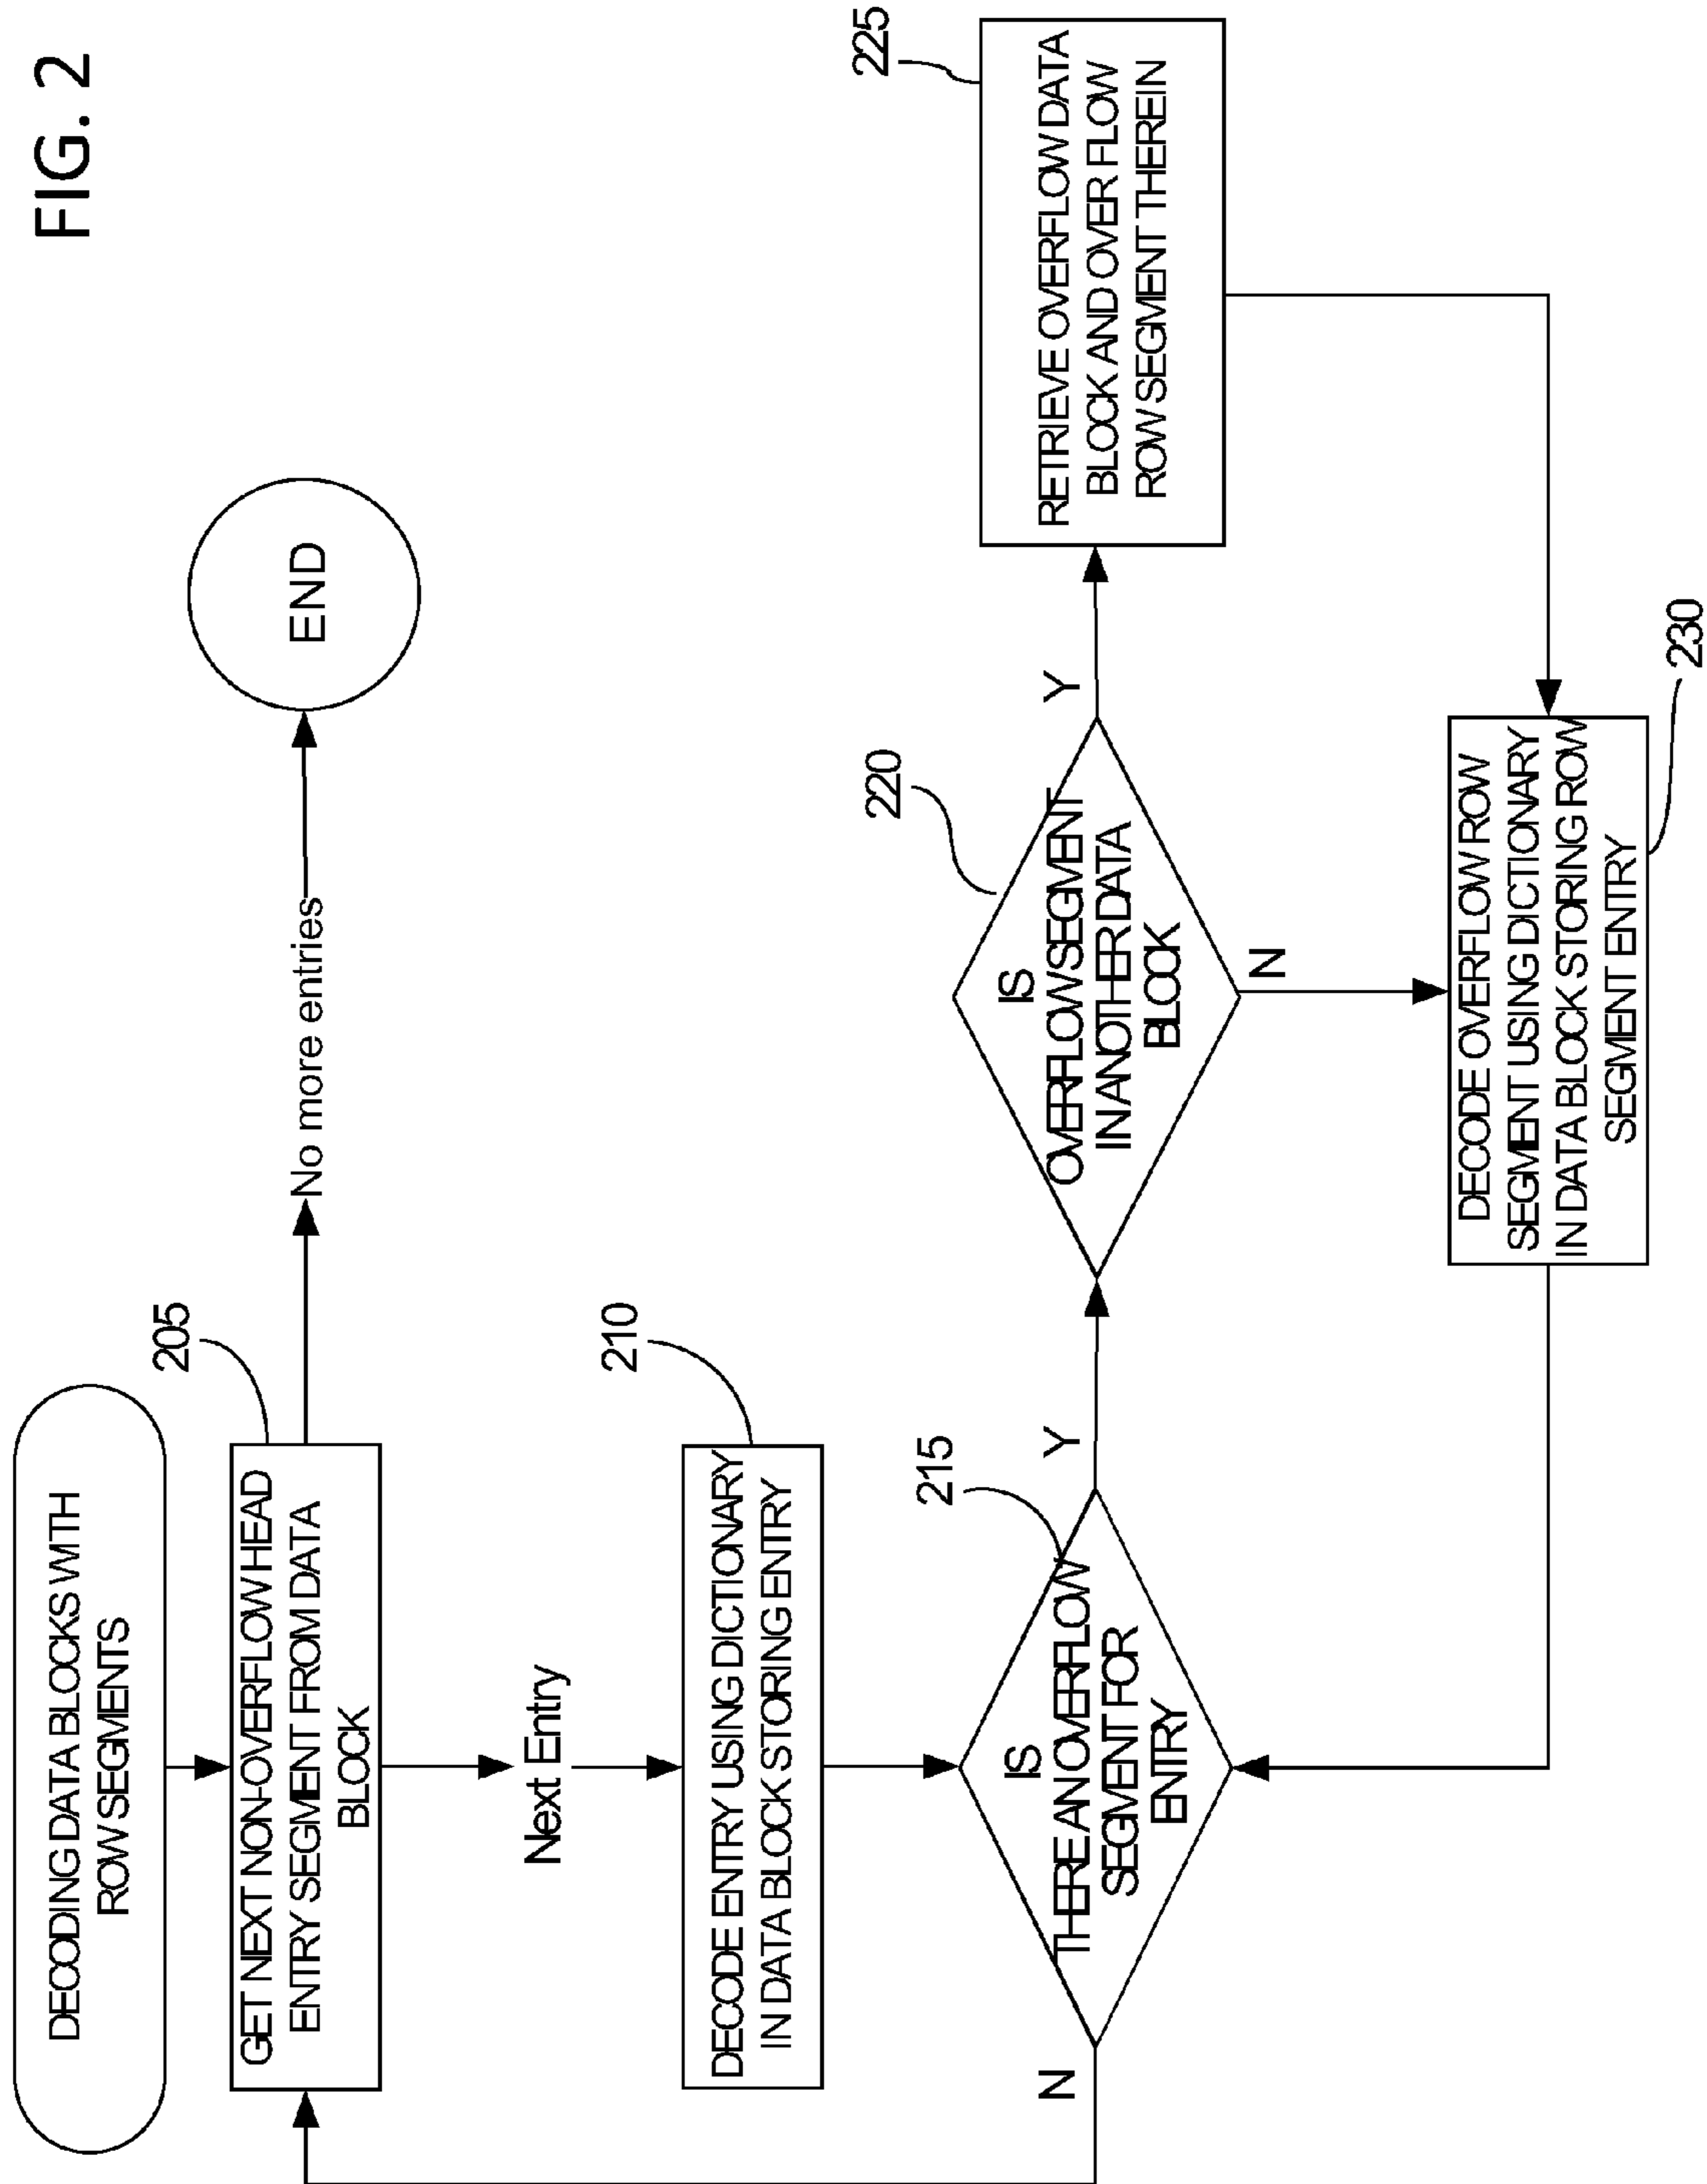 FIG. 2
DECODING DATA BLOCKS WITH
ROW SEGMENTS
205
GET NEXT NON-OVERFLOW HEAD
ENTRY SEGMENT FROM DATA
BLOCK
No more entries
END
Next Entry
210
DECODE ENTRY USING DICTIONARY
IN DATA BLOCK STORING ENTRY
215
IS
THERE AN OVERFLOW
SEGMENT FOR
ENTRY
N
Y
220
IS
OVERFLOW SEGMENT
IN ANOTHER DATA
BLOCK
Y
N
225
RETRIEVE OVERFLOW DATA
BLOCK AND OVER FLOW
ROW SEGMENT THEREIN
DECODE OVERFLOW ROW
SEGMENT USING DICTIONARY
IN DATA BLOCK STORING ROW
SEGMENT ENTRY
230